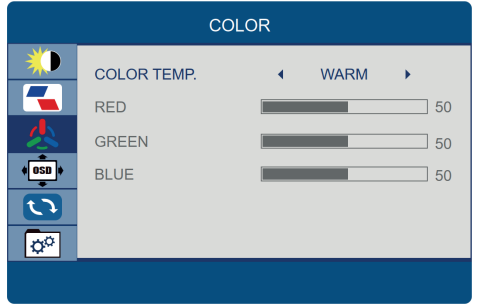 COLOR
COLOR TEMP. WARM
RED 50
GREEN 50
OSD
BLUE 50